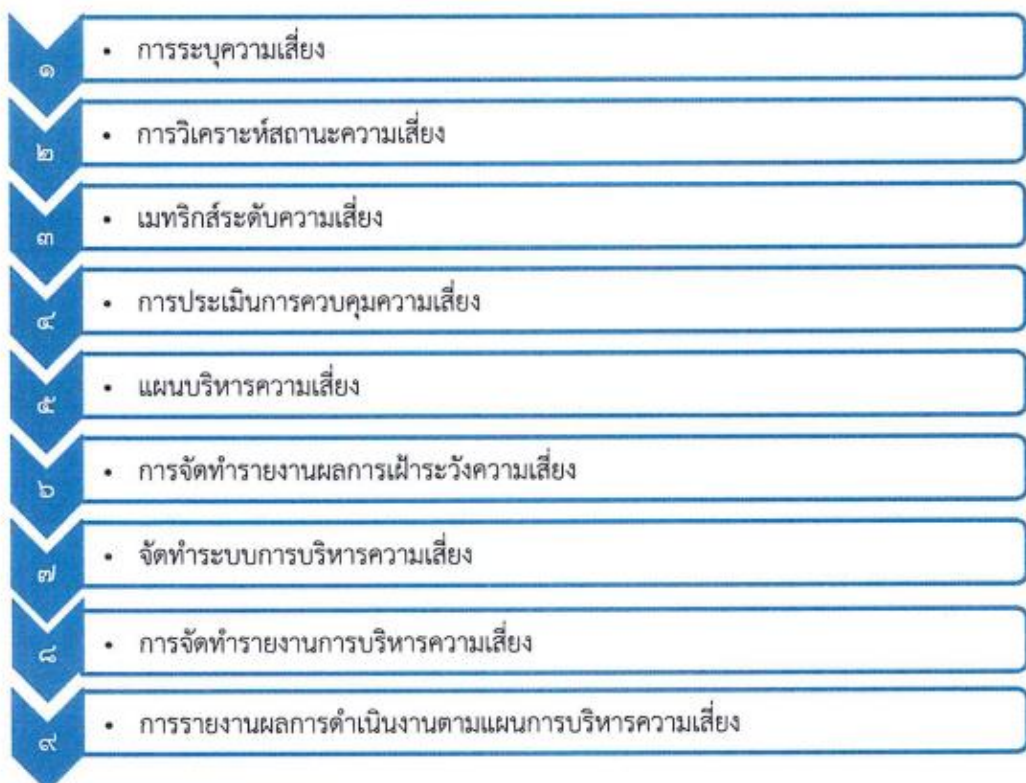 ๑ • การระบุความเสี่ยง
๒ • การวิเคราะห์สถานะความเสี่ยง
๓ • เมทริกส์ระดับความเสี่ยง
๔ • การประเมินการควบคุมความเสี่ยง
๕ • แผนบริหารความเสี่ยง
๖ • การจัดทำรายงานผลการเฝ้าระวังความเสี่ยง
๗ • จัดทำระบบการบริหารความเสี่ยง
๘ • การจัดทำรายงานการบริหารความเสี่ยง
๙ • การรายงานผลการดำเนินงานตามแผนการบริหารความเสี่ยง